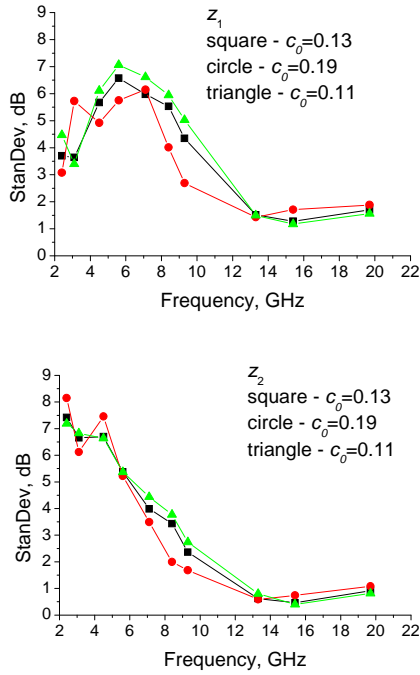 z1
square - c0=0.13
circle - c0=0.19
triangle - c0=0.11
StanDev, dB
9
8
7
6
5
4
3
2
1
0
2 4 6 8 10 12 14 16 18 20 22
Frequency, GHz
z2
square - c0=0.13
circle - c0=0.19
triangle - c0=0.11
StanDev, dB
9
8
7
6
5
4
3
2
1
0
2 4 6 8 10 12 14 16 18 20 22
Frequency, GHz